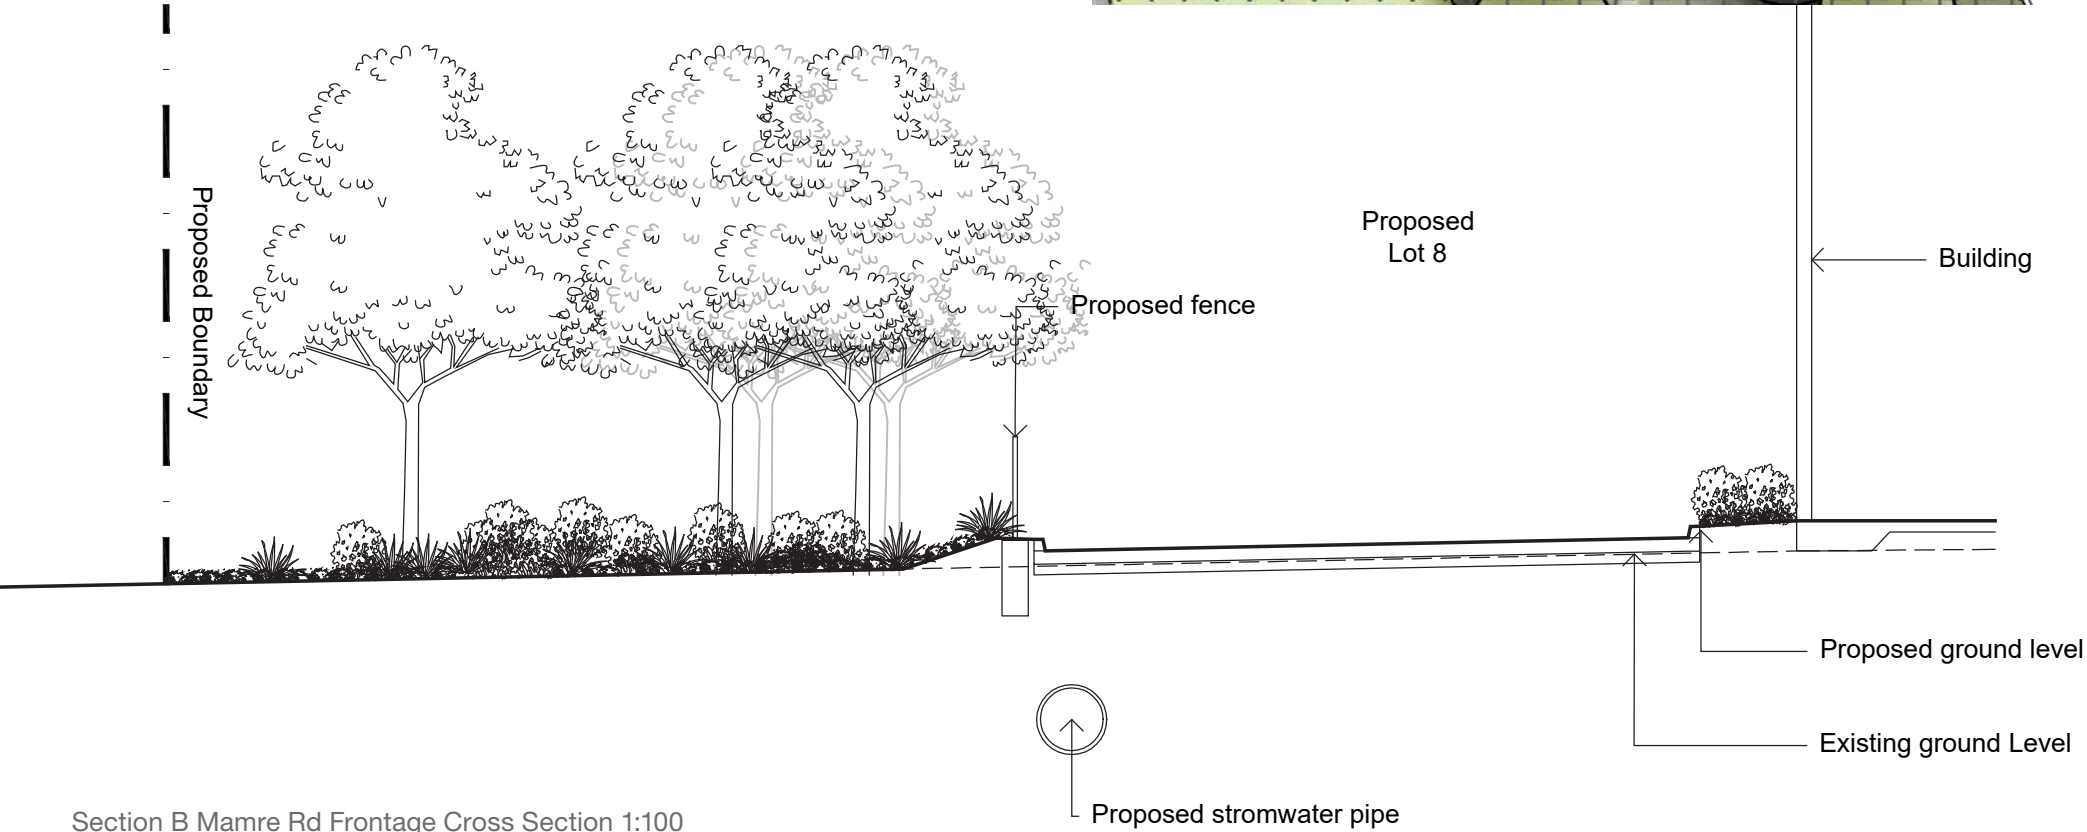 Proposed Boundary
Proposed
Lot 8
Building
Proposed fence
Proposed ground level
Existing ground Level
Proposed stromwater pipe
Section B Mamre Rd Frontage Cross Section 1:100